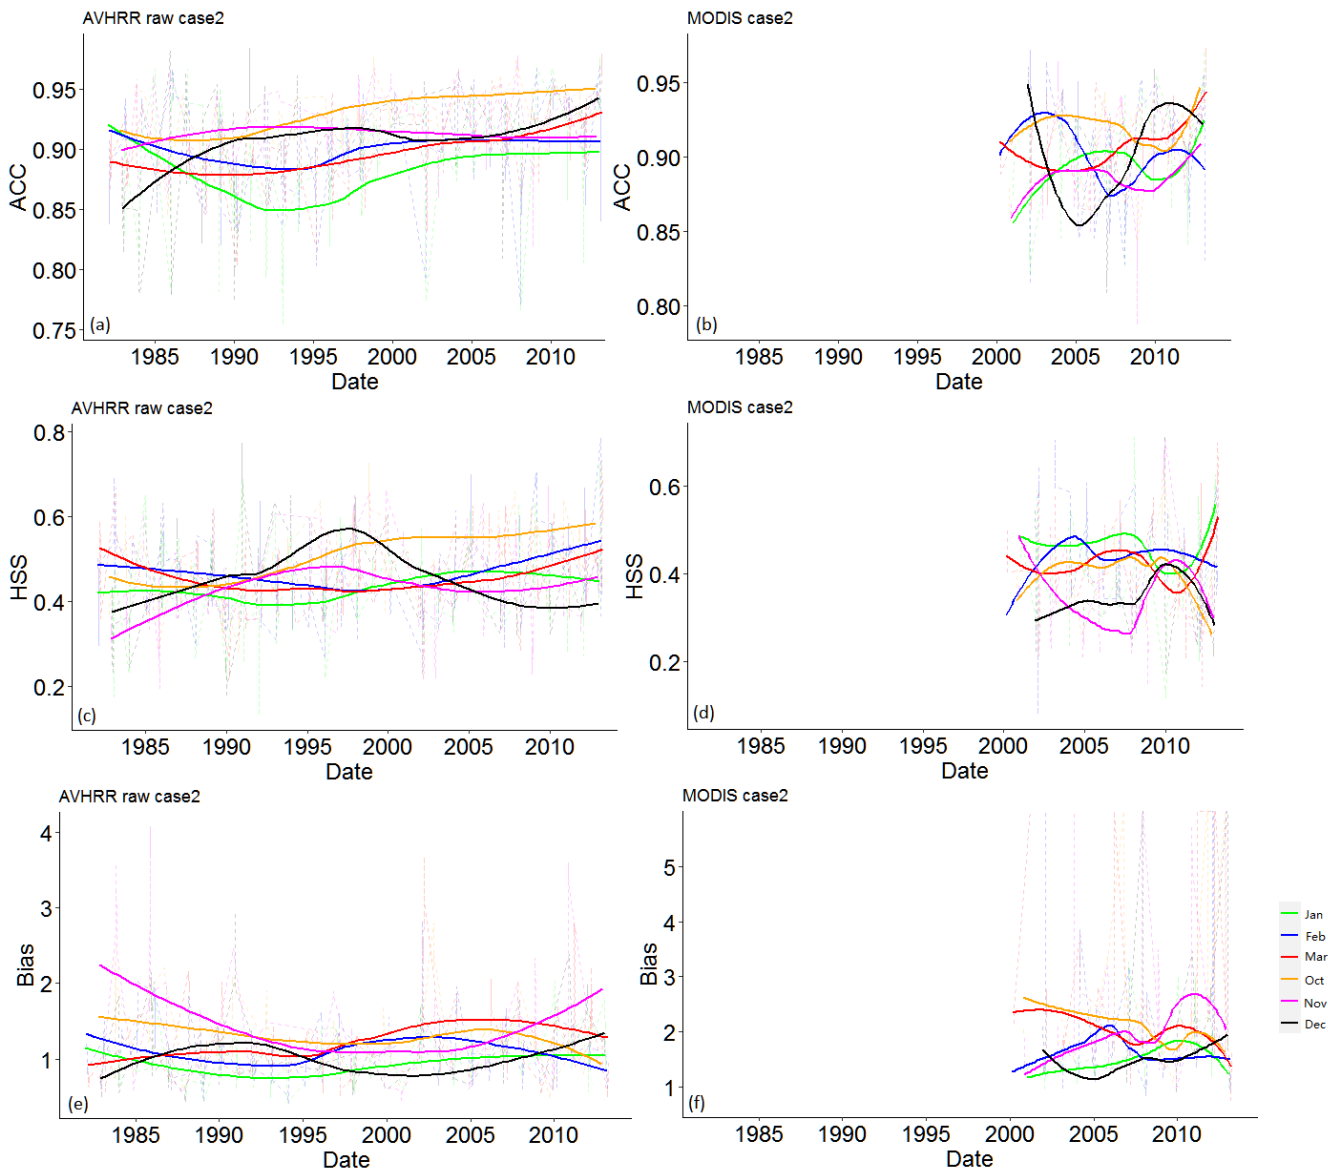 AVHRR raw case2
ACC
0.95
0.90
0.85
0.80
0.75
(a)
1985 1990 1995 2000 2005 2010
Date
MODIS case2
ACC
0.95
0.90
0.85
0.80
(b)
1985 1990 1995 2000 2005 2010
Date
AVHRR raw case2
HSS
0.8
0.6
0.4
0.2
(c)
1985 1990 1995 2000 2005 2010
Date
MODIS case2
HSS
0.6
0.4
0.2
(d)
1985 1990 1995 2000 2005 2010
Date
AVHRR raw case2
Bias
4
3
2
1
(e)
1985 1990 1995 2000 2005 2010
Date
MODIS case2
Bias
5
4
3
2
1
(f)
1985 1990 1995 2000 2005 2010
Date
Jan
Feb
Mar
Oct
Nov
Dec